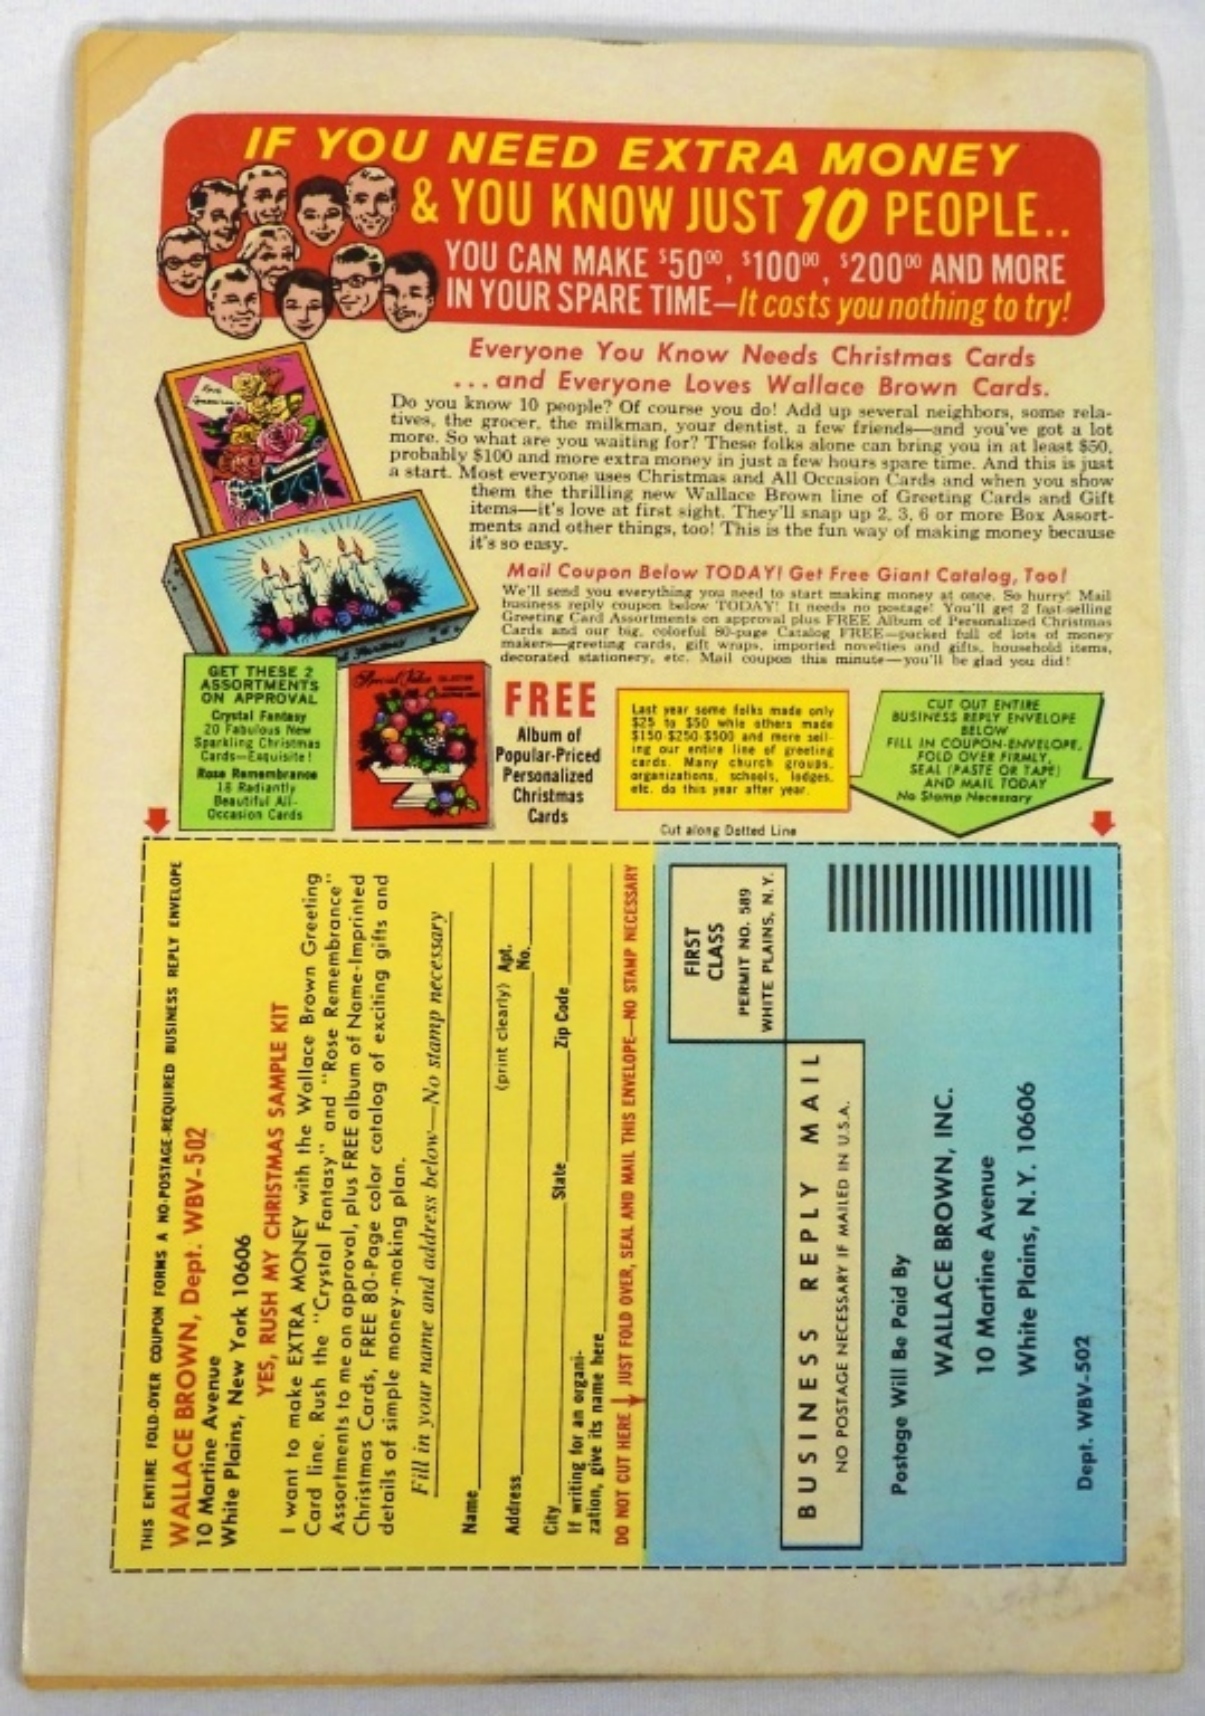 IF YOU NEED EXTRA MONEY
& YOU KNOW JUST 10 PEOPLE..
YOU CAN MAKE $50⁰⁰, $100⁰⁰, $200⁰⁰ AND MORE
IN YOUR SPARE TIME—It costs you nothing to try!
Everyone You Know Needs Christmas Cards
...and Everyone Loves Wallace Brown Cards.
Do you know 10 people? Of course you do! Add up several neighbors, some rela-
tives, the grocer, the milkman, your dentist, a few friends—and you've got a lot
more. So what are you waiting for? These folks alone can bring you in at least $50,
probably $100 and more extra money in just a few hours spare time. And this is just
a start. Most everyone uses Christmas and All Occasion Cards and when you show
them the thrilling new Wallace Brown line of Greeting Cards and Gift
items—it's love at first sight. They'll snap up 2, 3, 6 or more Box Assort-
ments and other things, too! This is the fun way of making money because
it's so easy.
Mail Coupon Below TODAY! Get Free Giant Catalog, Too!
We'll send you everything you need to start making money at once. So hurry! Mail
business reply coupon below TODAY! It needs no postage! You'll get 2 fast-selling
Greeting Card Assortments on approval plus FREE Album of Personalized Christmas
Cards and our big, colorful 80-page Catalog FREE—packed full of lots of money
makers—greeting cards, gift wraps, imported novelties and gifts, household items,
decorated stationery, etc. Mail coupon this minute—you'll be glad you did!
GET THESE 2
ASSORTMENTS
ON APPROVAL
Crystal Fantasy
20 Fabulous New
Sparkling Christmas
Cards—Exquisite!
Rose Remembrance
18 Radiantly
Beautiful All-
Occasion Cards
Special Value
FREE
Album of
Popular-Priced
Personalized
Christmas
Cards
Last year some folks made only
$25 to $50 while others made
$150-$250-$500 and more sell-
ing our entire line of greeting
cards. Many church groups,
organizations, schools, lodges,
etc. do this year after year.
CUT OUT ENTIRE
BUSINESS REPLY ENVELOPE
BELOW
FILL IN COUPON-ENVELOPE,
FOLD OVER FIRMLY,
SEAL (PASTE OR TAPE)
AND MAIL TODAY
No Stamp Necessary
Cut along Dotted Line
THIS ENTIRE FOLD-OVER COUPON FORMS A NO-POSTAGE-REQUIRED BUSINESS REPLY ENVELOPE
WALLACE BROWN, Dept. WBV-502
10 Martine Avenue
White Plains, New York 10606
YES, RUSH MY CHRISTMAS SAMPLE KIT
I want to make EXTRA MONEY with the Wallace Brown Greeting
Card line. Rush the "Crystal Fantasy" and "Rose Remembrance"
Assortments to me on approval, plus FREE album of Name-Imprinted
Christmas Cards, FREE 80-Page color catalog of exciting gifts and
details of simple money-making plan.
Fill in your name and address below—No stamp necessary
Name
(print clearly)
Address Apt. No.
City State Zip Code
If writing for an organi-
zation, give its name here
DO NOT CUT HERE JUST FOLD OVER, SEAL AND MAIL THIS ENVELOPE—NO STAMP NECESSARY
FIRST
CLASS
PERMIT NO. 589
WHITE PLAINS, N.Y.
BUSINESS REPLY MAIL
NO POSTAGE NECESSARY IF MAILED IN U.S.A.
Postage Will Be Paid By
WALLACE BROWN, INC.
10 Martine Avenue
White Plains, N.Y. 10606
Dept. WBV-502